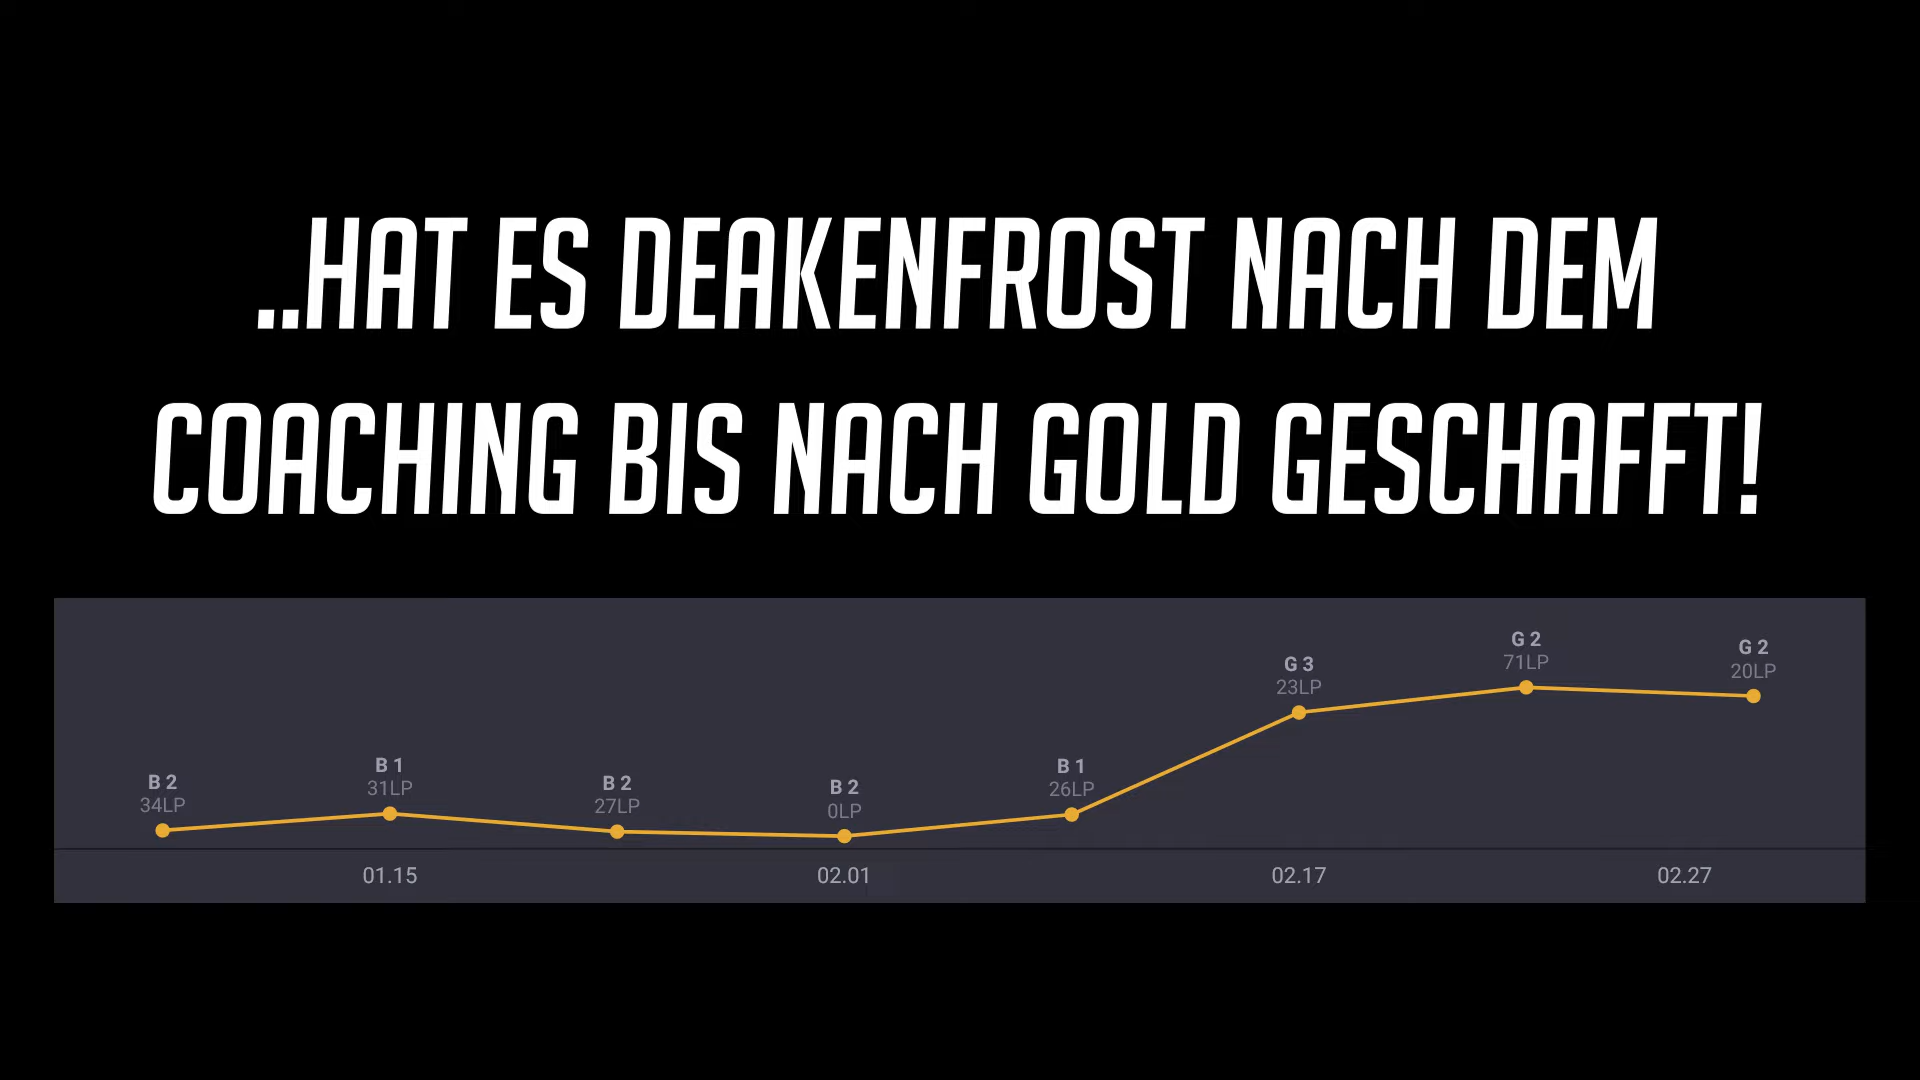 ..HAT ES DEAKENFROST NACH DEM
COACHING BIS NACH GOLD GESCHAFFT!
B 2
34LP
B 1
31LP
B 2
27LP
B 2
0LP
B 1
26LP
G 3
23LP
G 2
71LP
G 2
20LP
01.15
02.01
02.17
02.27